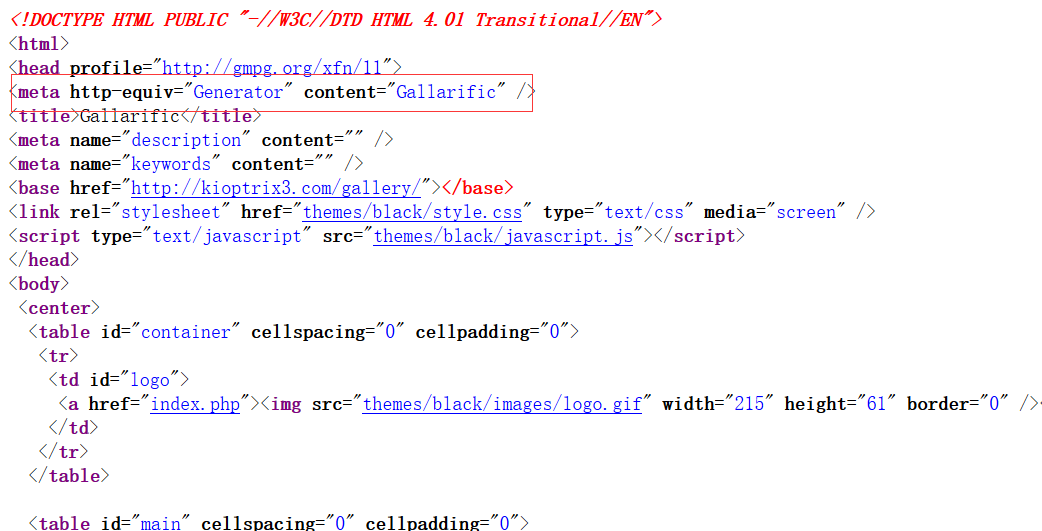 <!DOCTYPE HTML PUBLIC "-//W3C//DTD HTML 4.01 Transitional//EN">
<html>
<head profile="http://gmpg.org/xfn/11">
<meta http-equiv="Generator" content="Gallarific" />
<title>Gallarific</title>
<meta name="description" content="" />
<meta name="keywords" content="" />
<base href="http://kioptrix3.com/gallery/"></base>
<link rel="stylesheet" href="themes/black/style.css" type="text/css" media="screen" />
<script type="text/javascript" src="themes/black/javascript.js"></script>
</head>
<body>
<center>
<table id="container" cellspacing="0" cellpadding="0">
<tr>
<td id="logo">
<a href="index.php"><img src="themes/black/images/logo.gif" width="215" height="61" border="0" /><
</td>
</tr>
</table>
<table id="main" cellspacing="0" cellpadding="0">